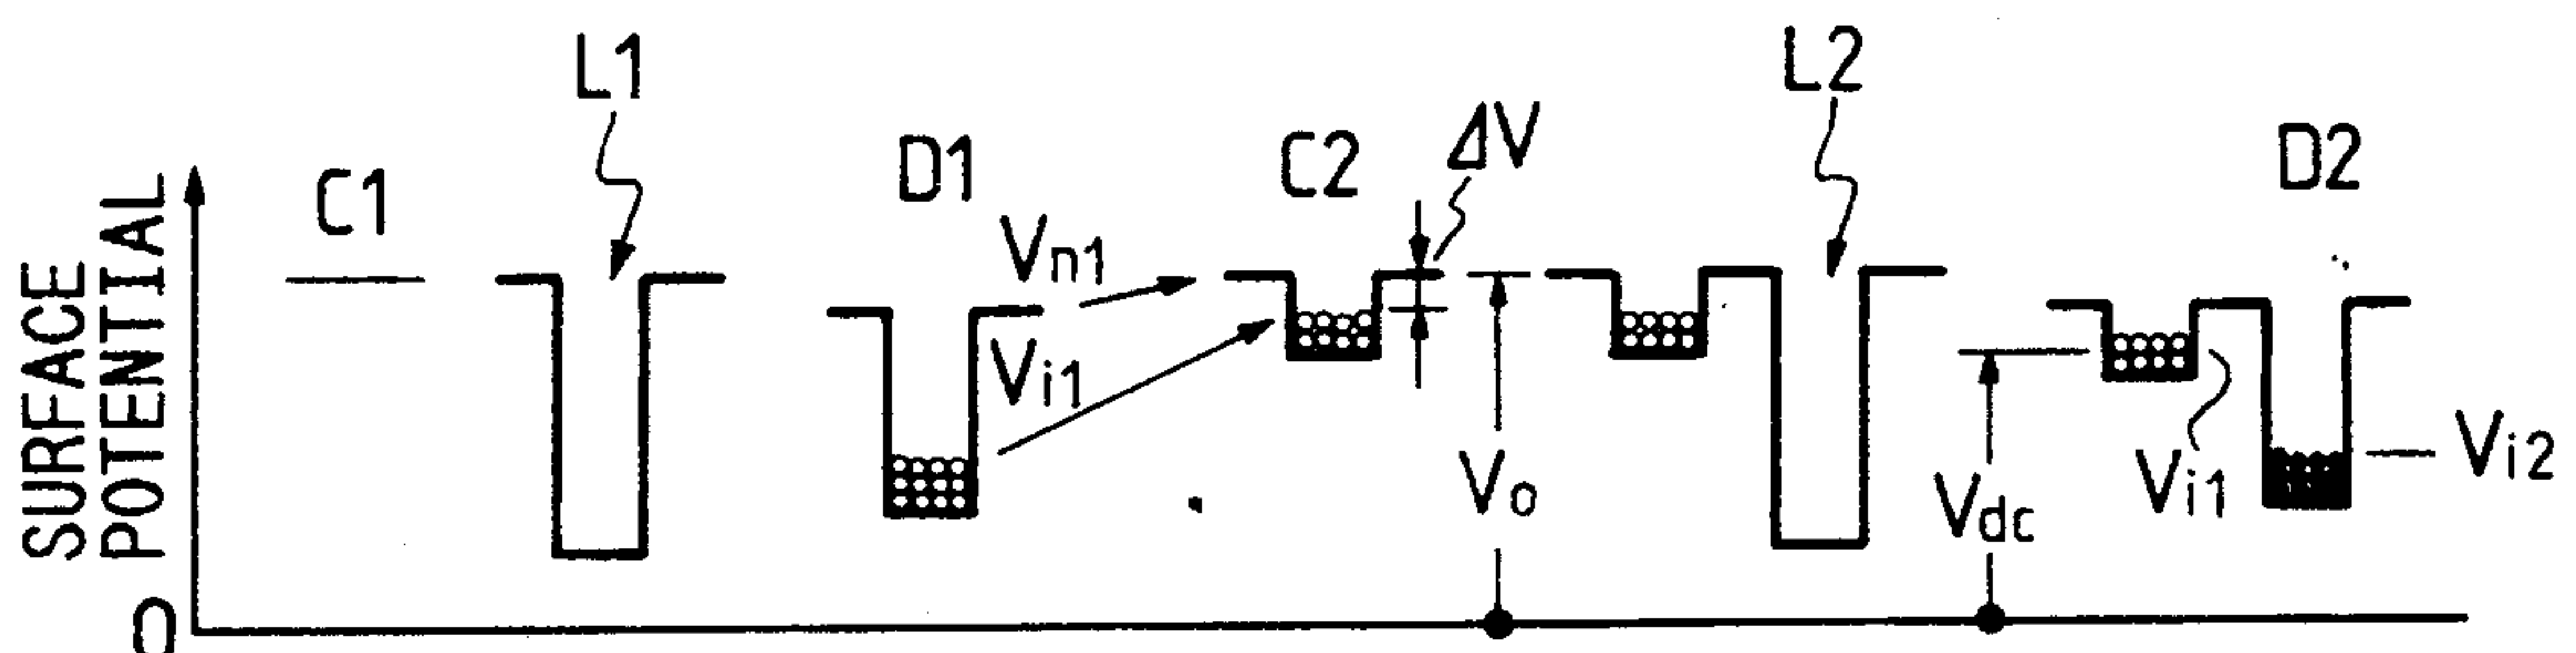 SURFACE
POTENTIAL
0
C1
L1
D1
Vn1
Vi1
C2
ΔV
Vo
L2
Vdc
D2
Vi1
Vi2